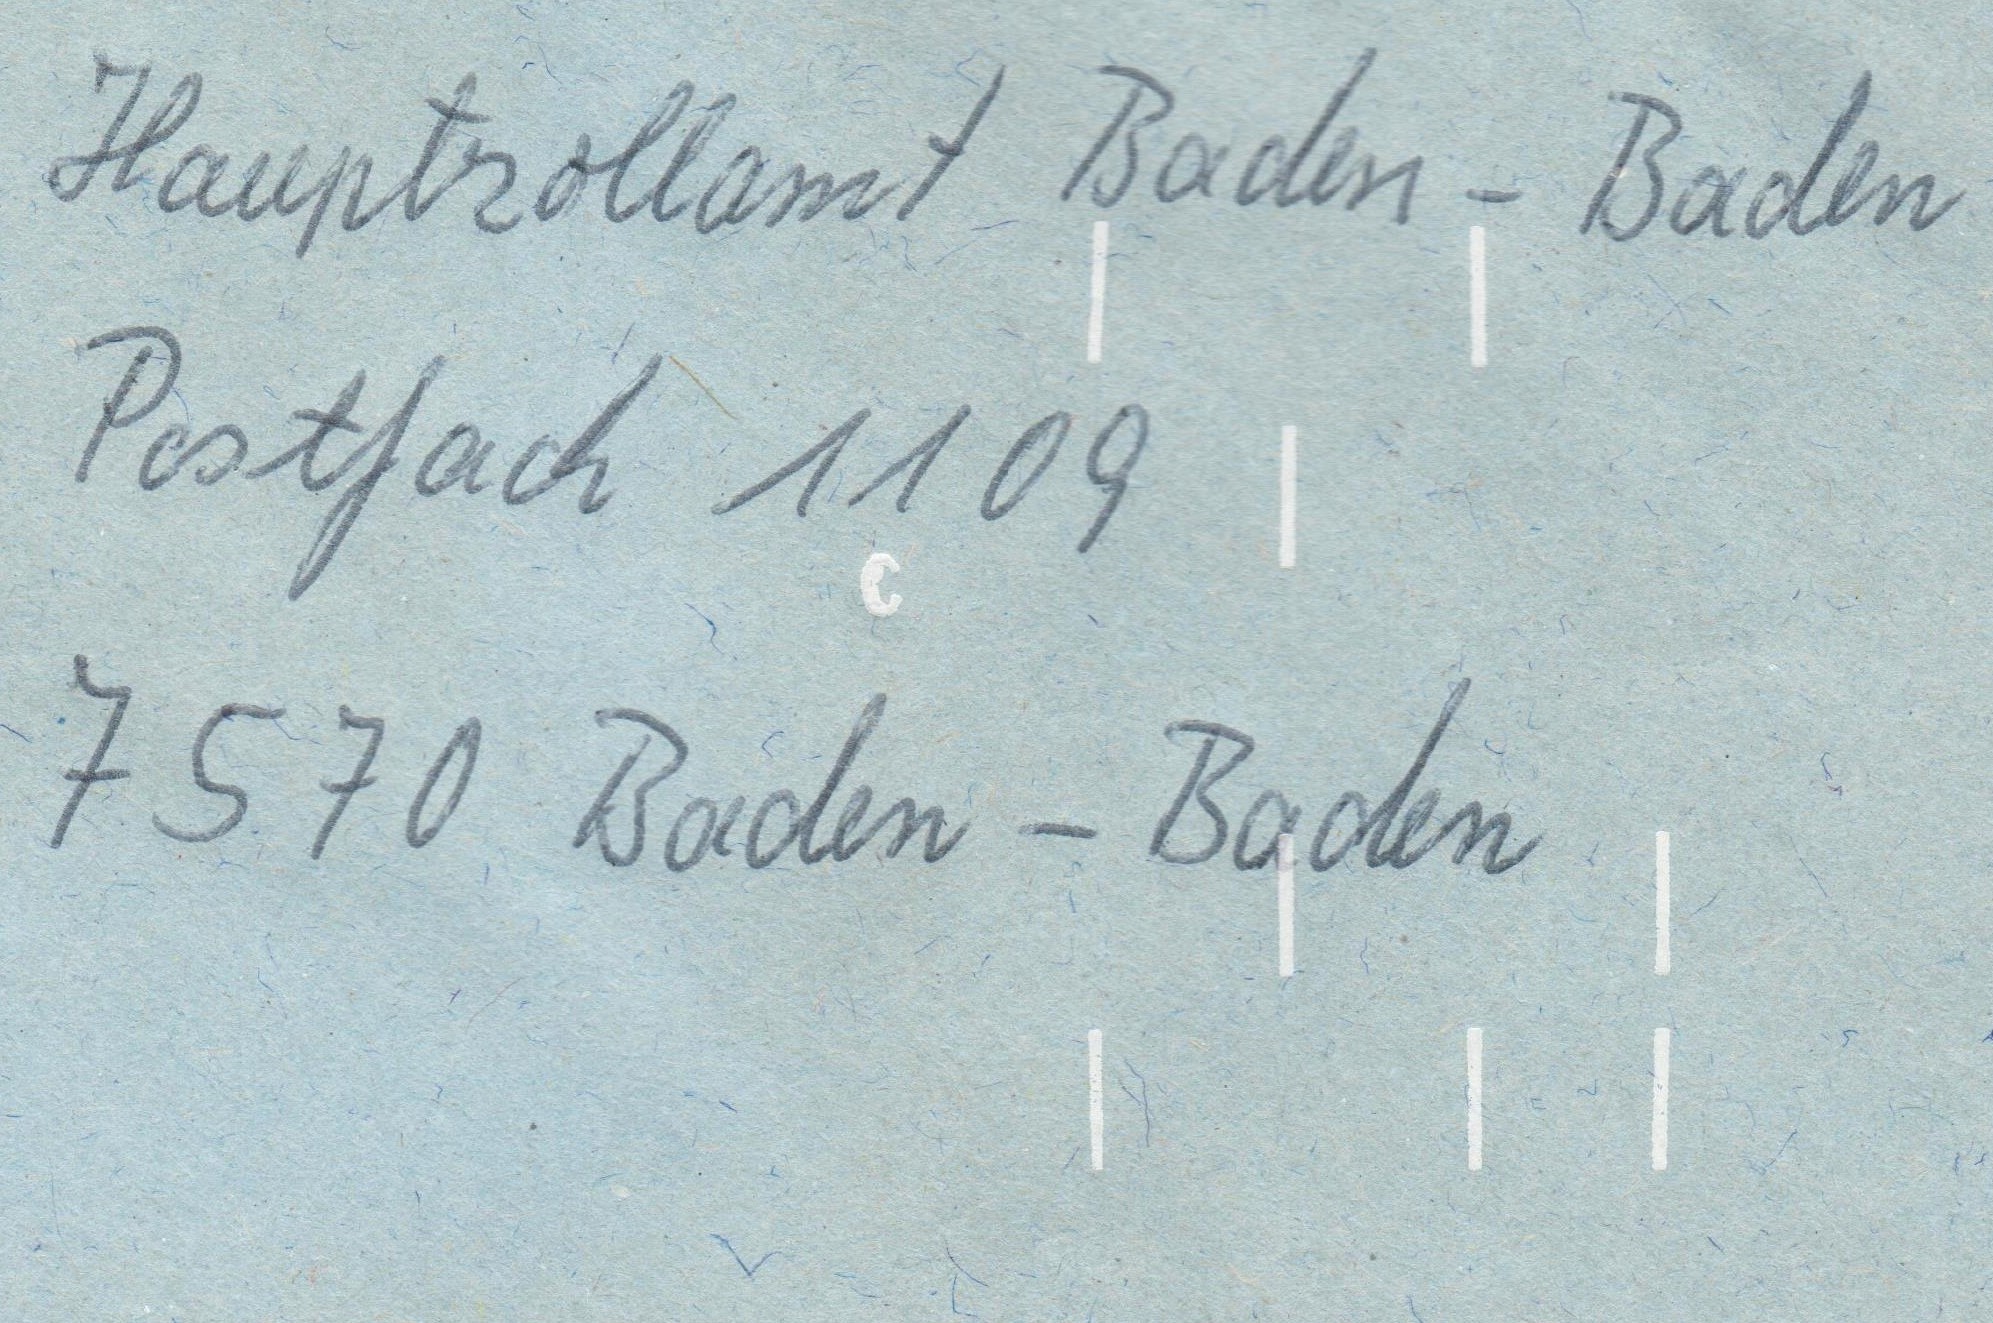 Hauptzollamt Baden - Baden
Postfach 1109
C
7570 Baden - Baden